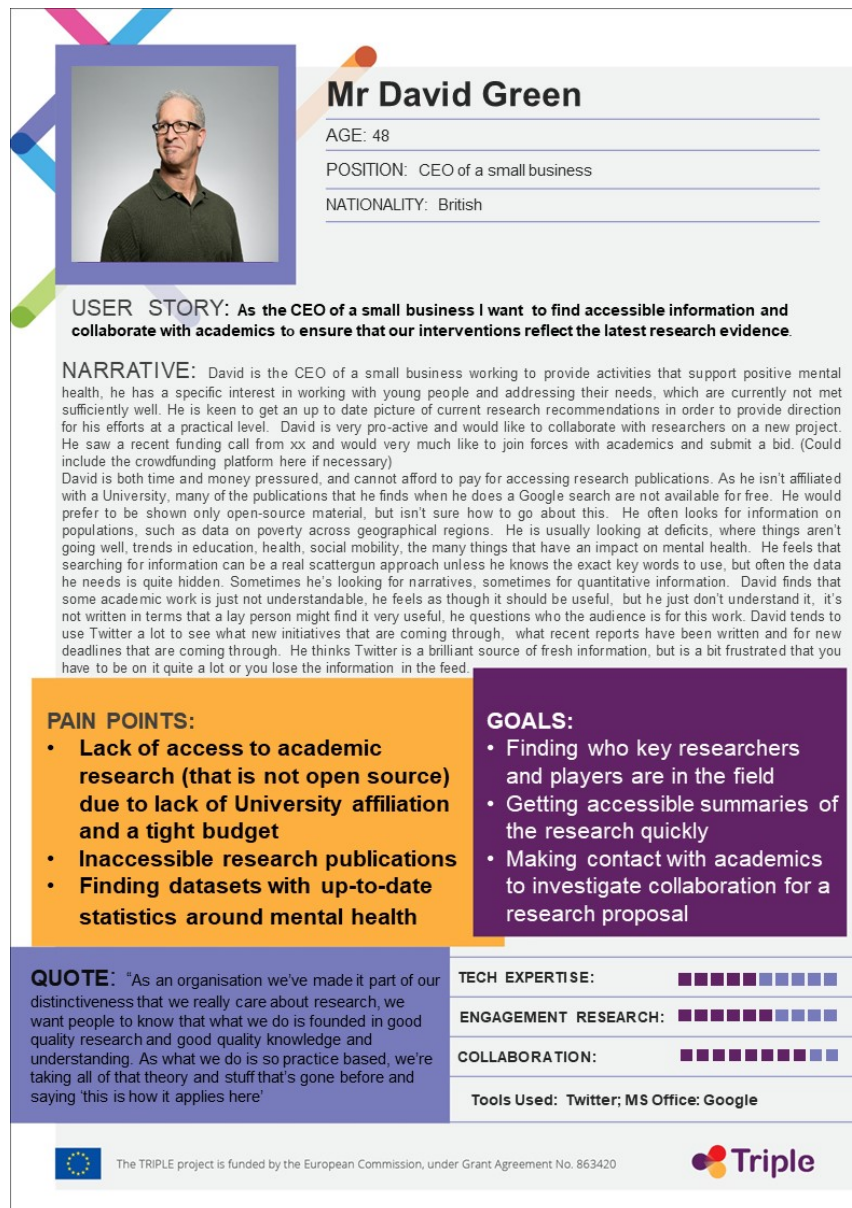 Mr David Green
AGE: 48
POSITION: CEO of a small business
NATIONALITY: British
USER STORY: As the CEO of a small business I want to find accessible information and
collaborate with academics to ensure that our interventions reflect the latest research evidence.
NARRATIVE: David is the CEO of a small business working to provide activities that support positive mental
health, he has a specific interest in working with young people and addressing their needs, which are currently not met
sufficiently well. He is keen to get an up to date picture of current research recommendations in order to provide direction
for his efforts at a practical level. David is very pro-active and would like to collaborate with researchers on a new project.
He saw a recent funding call from xx and would very much like to join forces with academics and submit a bid. (Could
include the crowdfunding platform here if necessary)
David is both time and money pressured, and cannot afford to pay for accessing research publications. As he isn't affiliated
with a University, many of the publications that he finds when he does a Google search are not available for free. He would
prefer to be shown only open-source material, but isn't sure how to go about this. He often looks for information on
populations, such as data on poverty across geographical regions. He is usually looking at deficits, where things aren't
going well, trends in education, health, social mobility, the many things that have an impact on mental health. He feels that
searching for information can be a real scattergun approach unless he knows the exact key words to use, but often the data
he needs is quite hidden. Sometimes he's looking for narratives, sometimes for quantitative information. David finds that
some academic work is just not understandable, he feels as though it should be useful, but he just don't understand it, it's
not written in terms that a lay person might find it very useful, he questions who the audience is for this work. David tends to
use Twitter a lot to see what new initiatives that are coming through, what recent reports have been written and for new
deadlines that are coming through. He thinks Twitter is a brilliant source of fresh information, but is a bit frustrated that you
have to be on it quite a lot or you lose the information in the feed.
PAIN POINTS:
• Lack of access to academic
research (that is not open source)
due to lack of University affiliation
and a tight budget
• Inaccessible research publications
• Finding datasets with up-to-date
statistics around mental health
GOALS:
• Finding who key researchers
and players are in the field
• Getting accessible summaries of
the research quickly
• Making contact with academics
to investigate collaboration for a
research proposal
QUOTE: "As an organisation we've made it part of our
distinctiveness that we really care about research, we
want people to know that what we do is founded in good
quality research and good quality knowledge and
understanding. As what we do is so practice based, we're
taking all of that theory and stuff that's gone before and
saying 'this is how it applies here'
TECH EXPERTISE:
ENGAGEMENT RESEARCH:
COLLABORATION:
Tools Used: Twitter; MS Office: Google
The TRIPLE project is funded by the European Commission, under Grant Agreement No. 863420
Triple